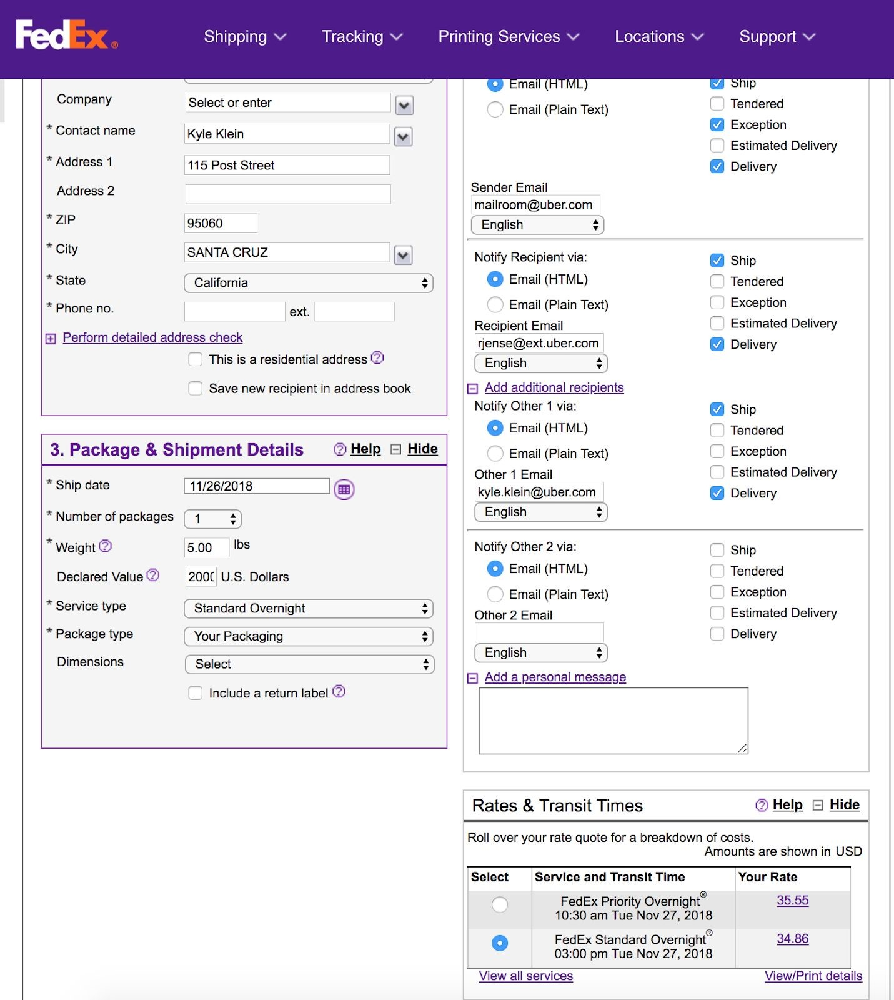 FedEx®
Shipping
Tracking
Printing Services
Locations
Support
Company
Select or enter
* Contact name
Kyle Klein
* Address 1
115 Post Street
Address 2
* ZIP
95060
* City
SANTA CRUZ
* State
California
* Phone no.
ext.
Perform detailed address check
This is a residential address ?
Save new recipient in address book
3. Package & Shipment Details
? Help
Hide
* Ship date
11/26/2018
* Number of packages
1
* Weight ?
5.00
lbs
Declared Value ?
U.S. Dollars
* Service type
Standard Overnight
* Package type
Your Packaging
Dimensions
Select
Include a return label ?
Email (HTML)
Email (Plain Text)
Ship
Tendered
Exception
Estimated Delivery
Delivery
Sender Email
mailroom@uber.com
English
Notify Recipient via:
Email (HTML)
Email (Plain Text)
Ship
Tendered
Exception
Estimated Delivery
Delivery
Recipient Email
rjense@ext.uber.com
English
Add additional recipients
Notify Other 1 via:
Email (HTML)
Email (Plain Text)
Ship
Tendered
Exception
Estimated Delivery
Delivery
Other 1 Email
kyle.klein@uber.com
English
Notify Other 2 via:
Email (HTML)
Email (Plain Text)
Ship
Tendered
Exception
Estimated Delivery
Delivery
Other 2 Email
English
Add a personal message
Rates & Transit Times
? Help
Hide
Roll over your rate quote for a breakdown of costs.
Amounts are shown in USD
Select
Service and Transit Time
Your Rate
FedEx Priority Overnight®
10:30 am Tue Nov 27, 2018
35.55
FedEx Standard Overnight®
03:00 pm Tue Nov 27, 2018
34.86
View all services
View/Print details